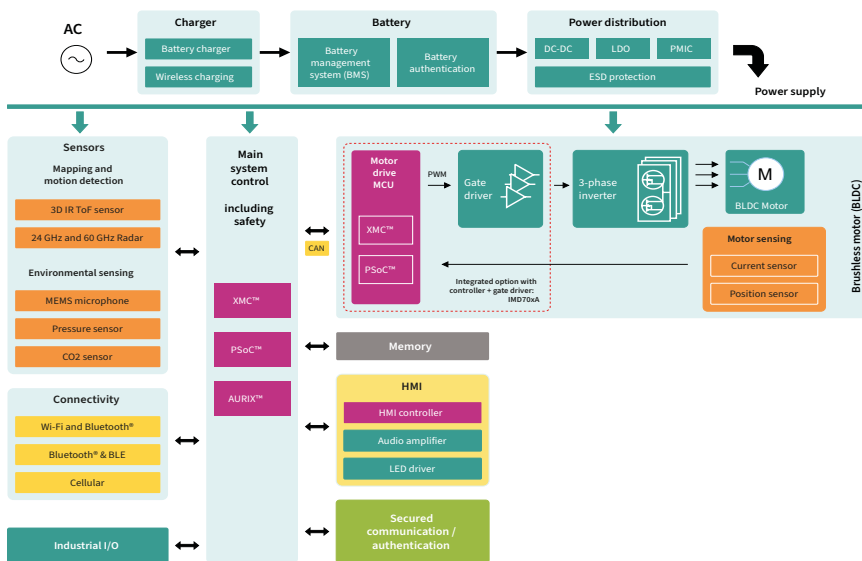 AC
Charger
Battery charger
Wireless charging
Battery
Battery
management
system (BMS)
Battery
authentication
Power distribution
DC-DC
LDO
PMIC
ESD protection
Power supply
Sensors
Mapping and
motion detection
3D IR ToF sensor
24 GHz and 60 GHz Radar
Environmental sensing
MEMS microphone
Pressure sensor
CO2 sensor
Connectivity
Wi-Fi and Bluetooth®
Bluetooth® & BLE
Cellular
Industrial I/O
Main
system
control
including
safety
XMC™
PSoC™
AURIX™
CAN
Motor
drive
MCU
XMC™
PSoC™
PWM
Gate
driver
3-phase
inverter
M
BLDC Motor
Motor sensing
Current sensor
Position sensor
Integrated option with
controller + gate driver:
IMD70xA
Brushless motor (BLDC)
Memory
HMI
HMI controller
Audio amplifier
LED driver
Secured
communication /
authentication